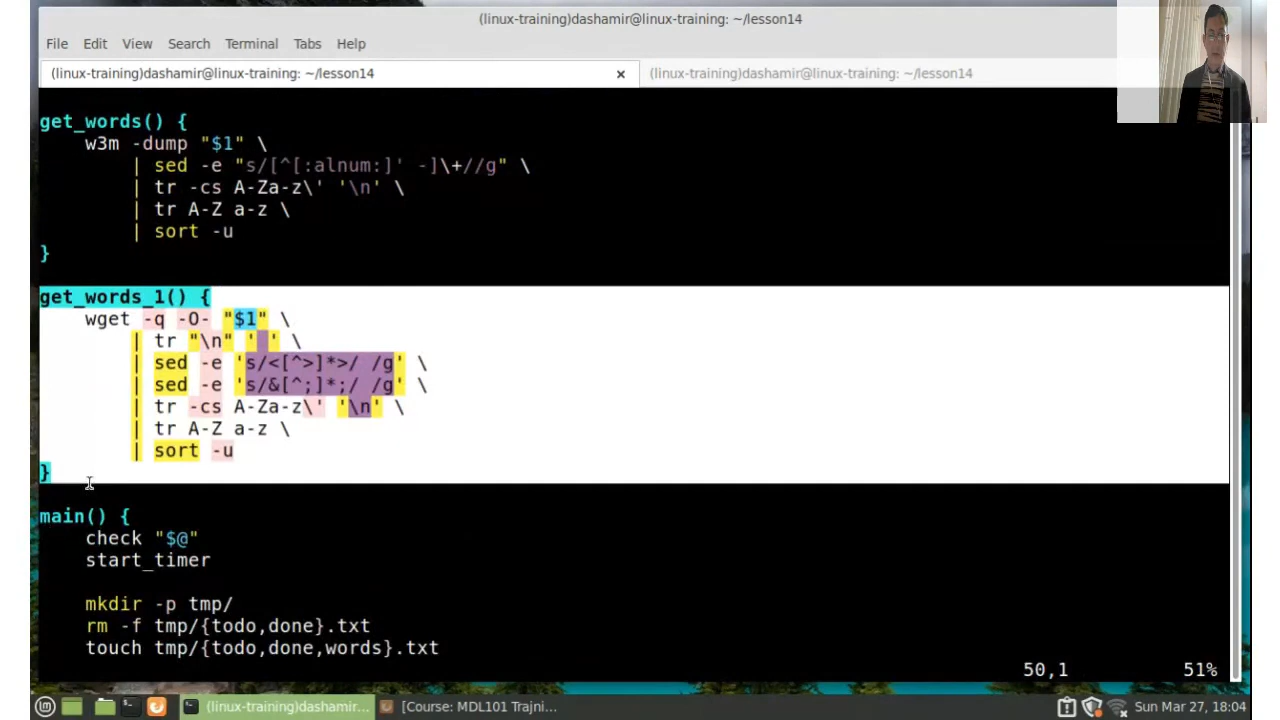 (linux-training)dashamir@linux-training: ~/lesson14
File Edit View Search Terminal Tabs Help
(linux-training)dashamir@linux-training: ~/lesson14 × (linux-training)dashamir@linux-training: ~/lesson14
get_words() {
    w3m -dump "$1" \
        | sed -e "s/[^[:alnum:]' -]\+//g" \
        | tr -cs A-Za-z\' '\n' \
        | tr A-Z a-z \
        | sort -u
}
get_words_1() {
    wget -q -O- "$1" \
        | tr "\n" ' ' \
        | sed -e 's/<[^>]*>/ /g' \
        | sed -e 's/&[^;]*;/ /g' \
        | tr -cs A-Za-z\' '\n' \
        | tr A-Z a-z \
        | sort -u
}
main() {
    check "$@"
    start_timer
    mkdir -p tmp/
    rm -f tmp/{todo,done}.txt
    touch tmp/{todo,done,words}.txt
50,1 51%
(linux-training)dashamir... [Course: MDL101 Trajni... Sun Mar 27, 18:04